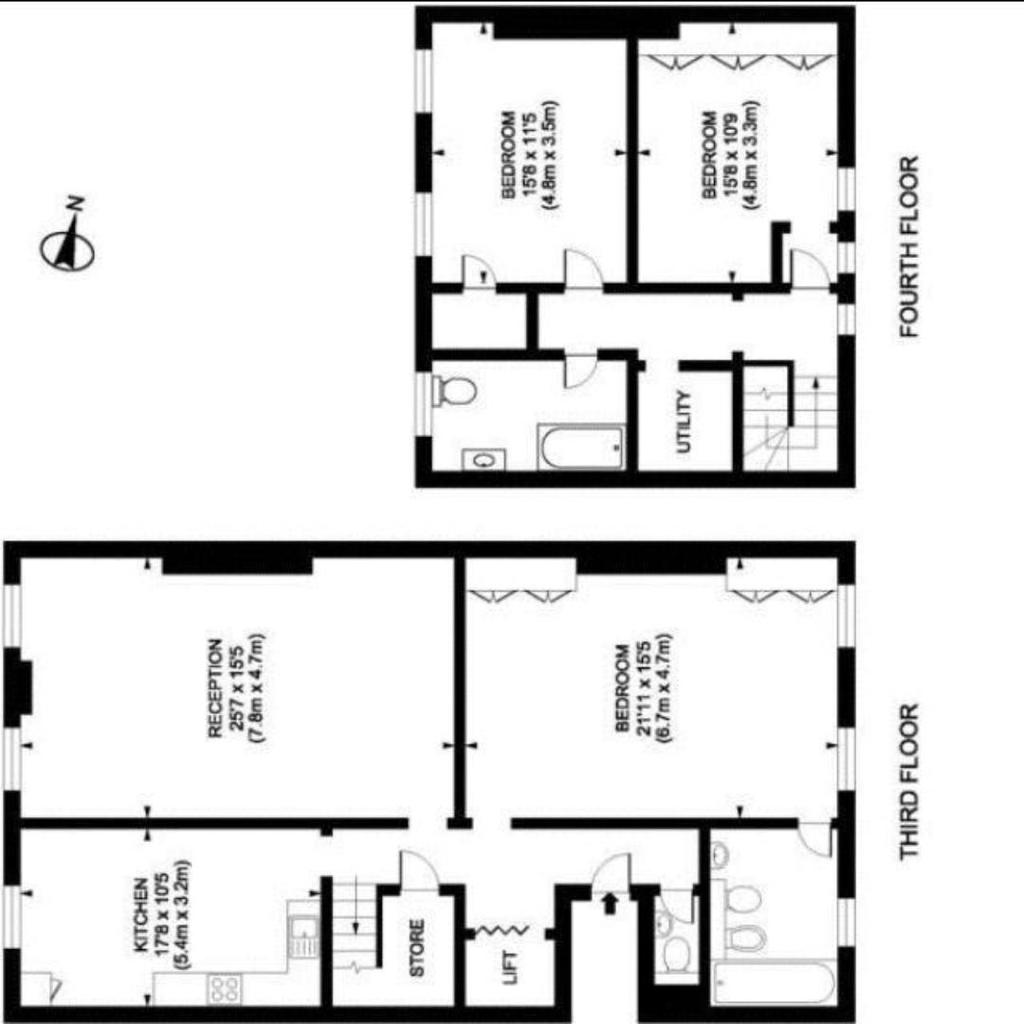 N
BEDROOM
15'8 x 11'5
(4.8m x 3.5m)
BEDROOM
15'8 x 10'9
(4.8m x 3.3m)
UTILITY
FOURTH FLOOR
RECEPTION
25'7 x 15'5
(7.8m x 4.7m)
BEDROOM
21'11 x 15'5
(6.7m x 4.7m)
KITCHEN
17'8 x 10'5
(5.4m x 3.2m)
STORE
LIFT
THIRD FLOOR